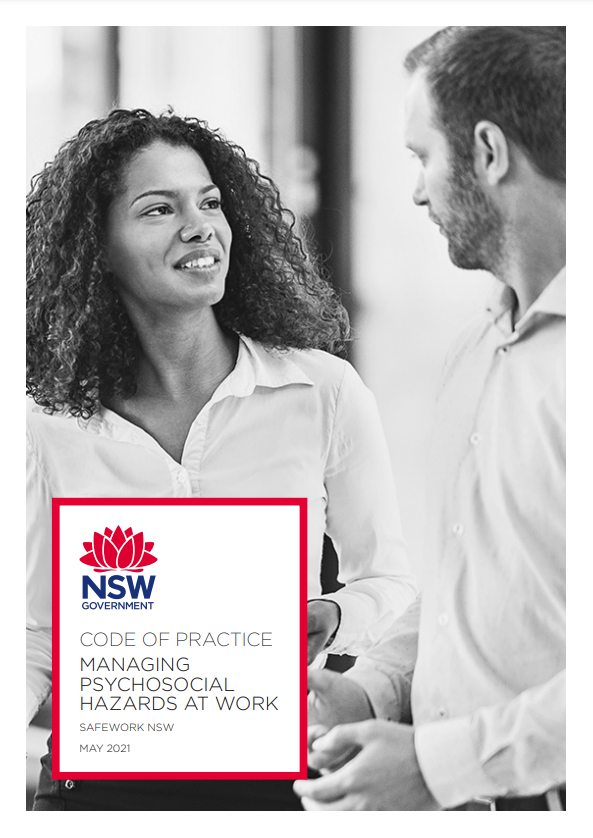 NSW
GOVERNMENT
CODE OF PRACTICE
MANAGING
PSYCHOSOCIAL
HAZARDS AT WORK
SAFEWORK NSW
MAY 2021